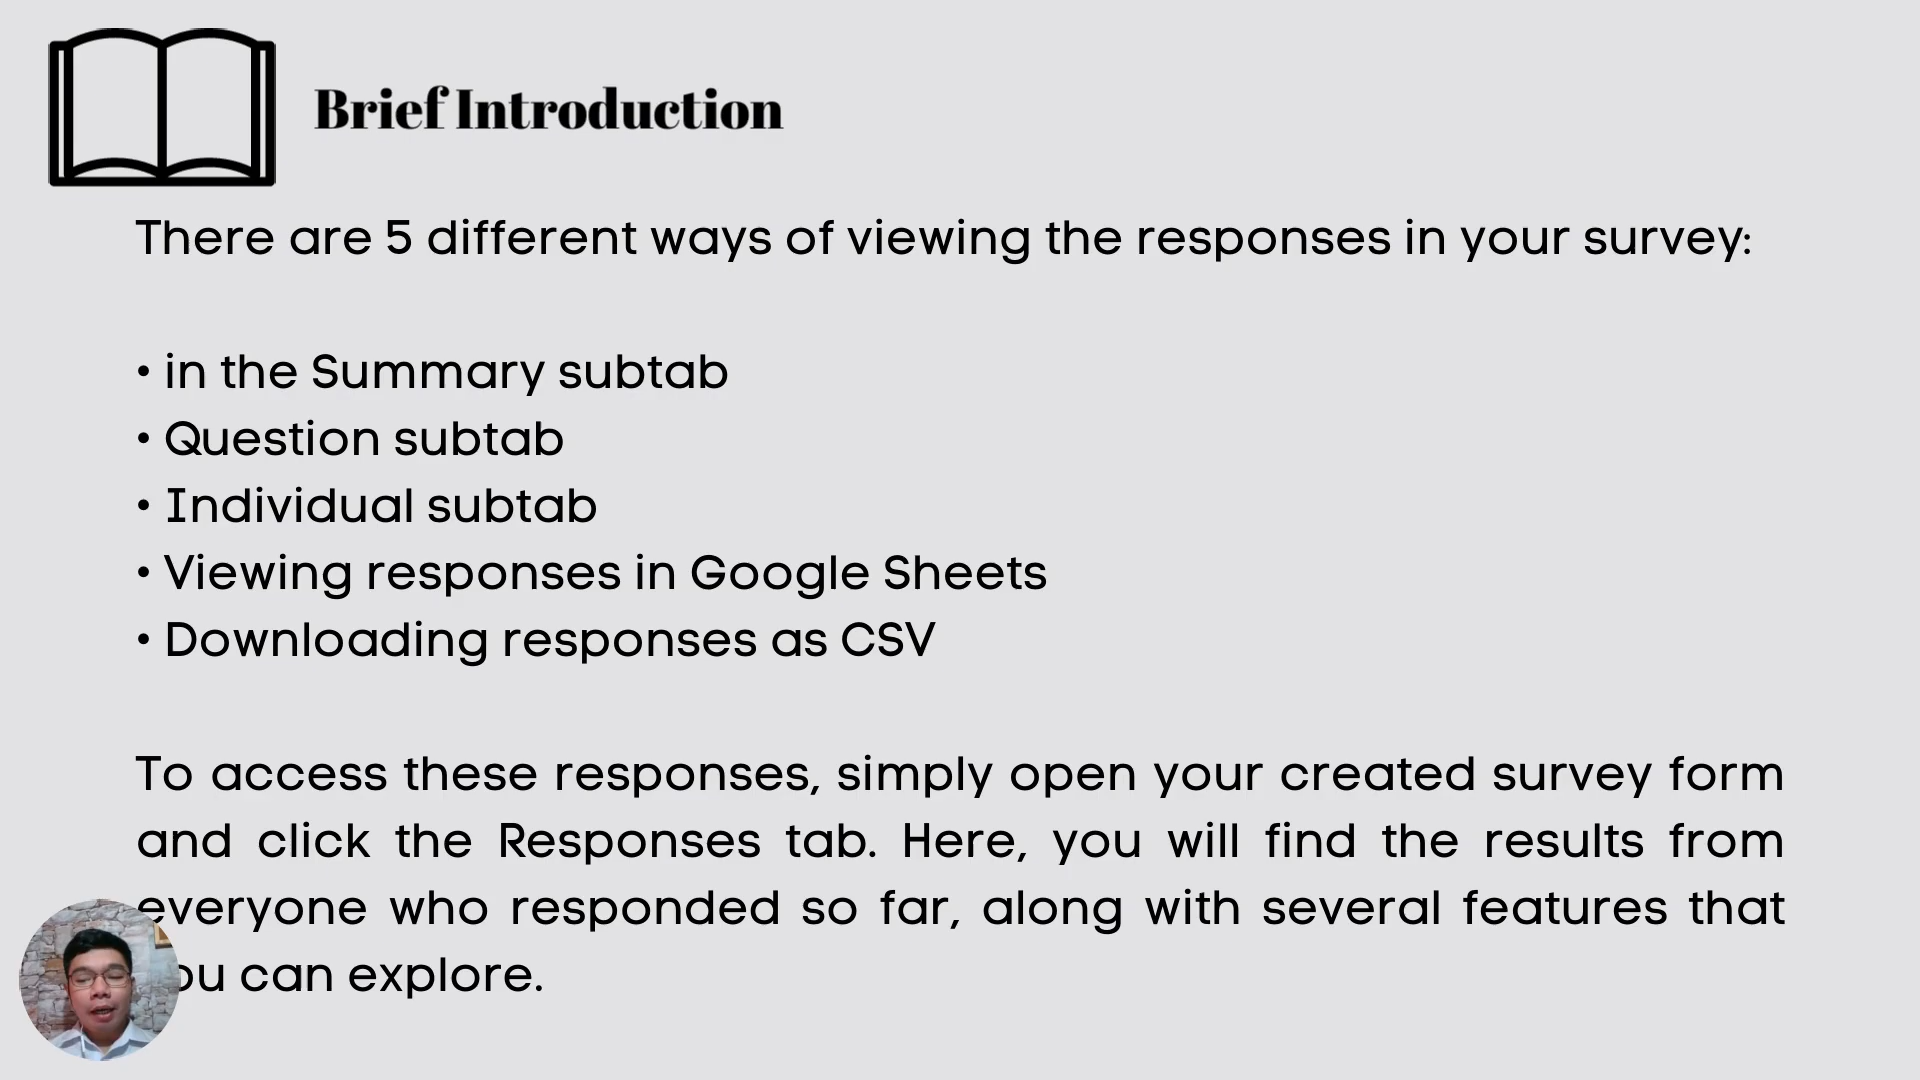 Brief Introduction
There are 5 different ways of viewing the responses in your survey:
• in the Summary subtab
• Question subtab
• Individual subtab
• Viewing responses in Google Sheets
• Downloading responses as CSV
To access these responses, simply open your created survey form
and click the Responses tab. Here, you will find the results from
everyone who responded so far, along with several features that
you can explore.